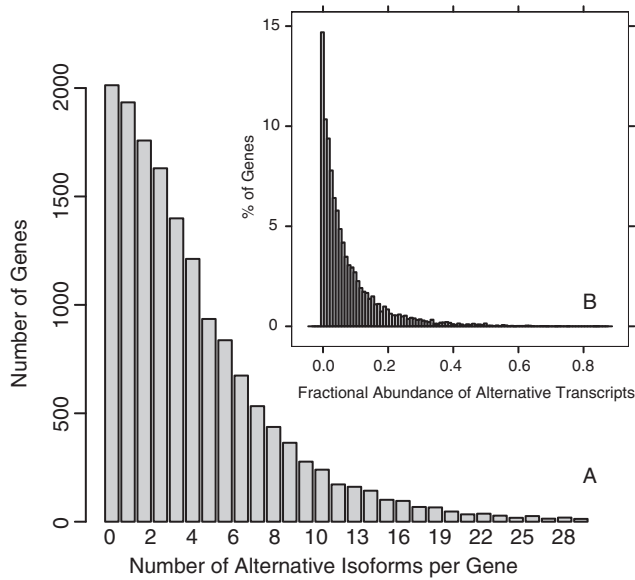 15
10
5
0
% of Genes
B
0.0 0.2 0.4 0.6 0.8
Fractional Abundance of Alternative Transcripts
2000
1500
1000
500
0
Number of Genes
A
0 2 4 6 8 10 13 16 19 22 25 28
Number of Alternative Isoforms per Gene